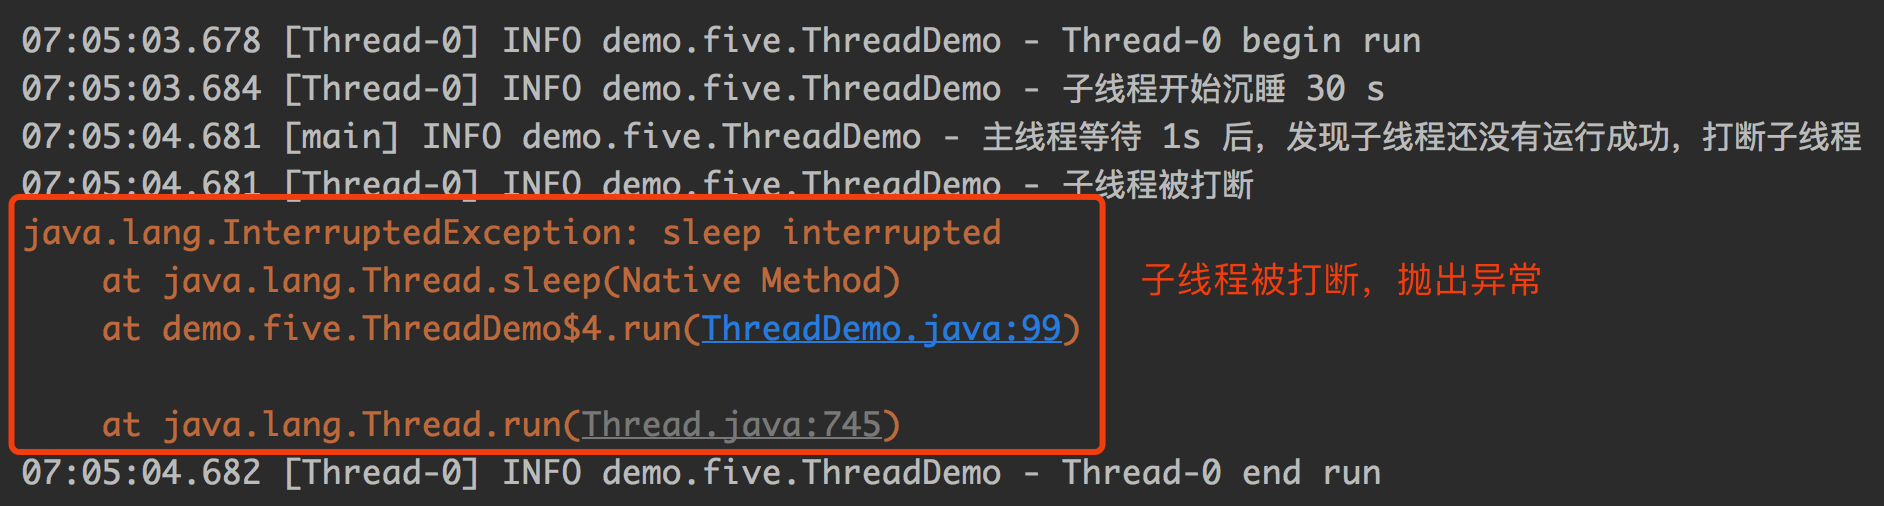 07:05:03.678 [Thread-0] INFO demo.five.ThreadDemo - Thread-0 begin run
07:05:03.684 [Thread-0] INFO demo.five.ThreadDemo - 子线程开始沉睡 30 s
07:05:04.681 [main] INFO demo.five.ThreadDemo - 主线程等待 1s 后，发现子线程还没有运行成功，打断子线程
07:05:04.681 [Thread-0] INFO demo.five.ThreadDemo - 子线程被打断
java.lang.InterruptedException: sleep interrupted
at java.lang.Thread.sleep(Native Method)
子线程被打断，抛出异常
at demo.five.ThreadDemo$4.run(ThreadDemo.java:99)
at java.lang.Thread.run(Thread.java:745)
07:05:04.682 [Thread-0] INFO demo.five.ThreadDemo - Thread-0 end run